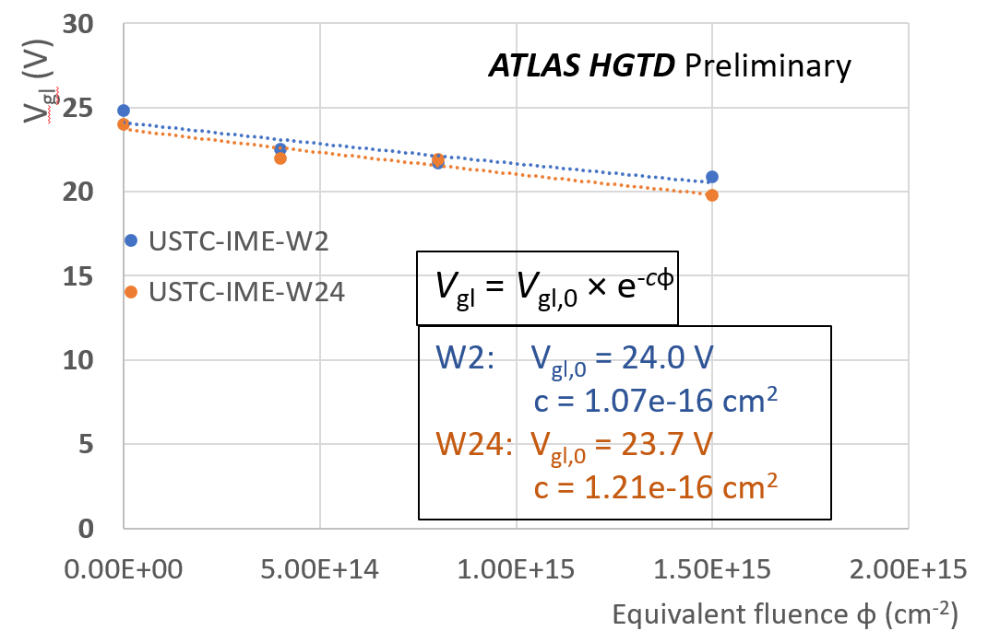 30
V_gl (V)
ATLAS HGTD Preliminary
25
20
USTC-IME-W2
15
USTC-IME-W24
V_gl = V_gl,0 × e^-cϕ
10
W2: V_gl,0 = 24.0 V
c = 1.07e-16 cm²
5
W24: V_gl,0 = 23.7 V
c = 1.21e-16 cm²
0
0.00E+00 5.00E+14 1.00E+15 1.50E+15 2.00E+15
Equivalent fluence ϕ (cm⁻²)